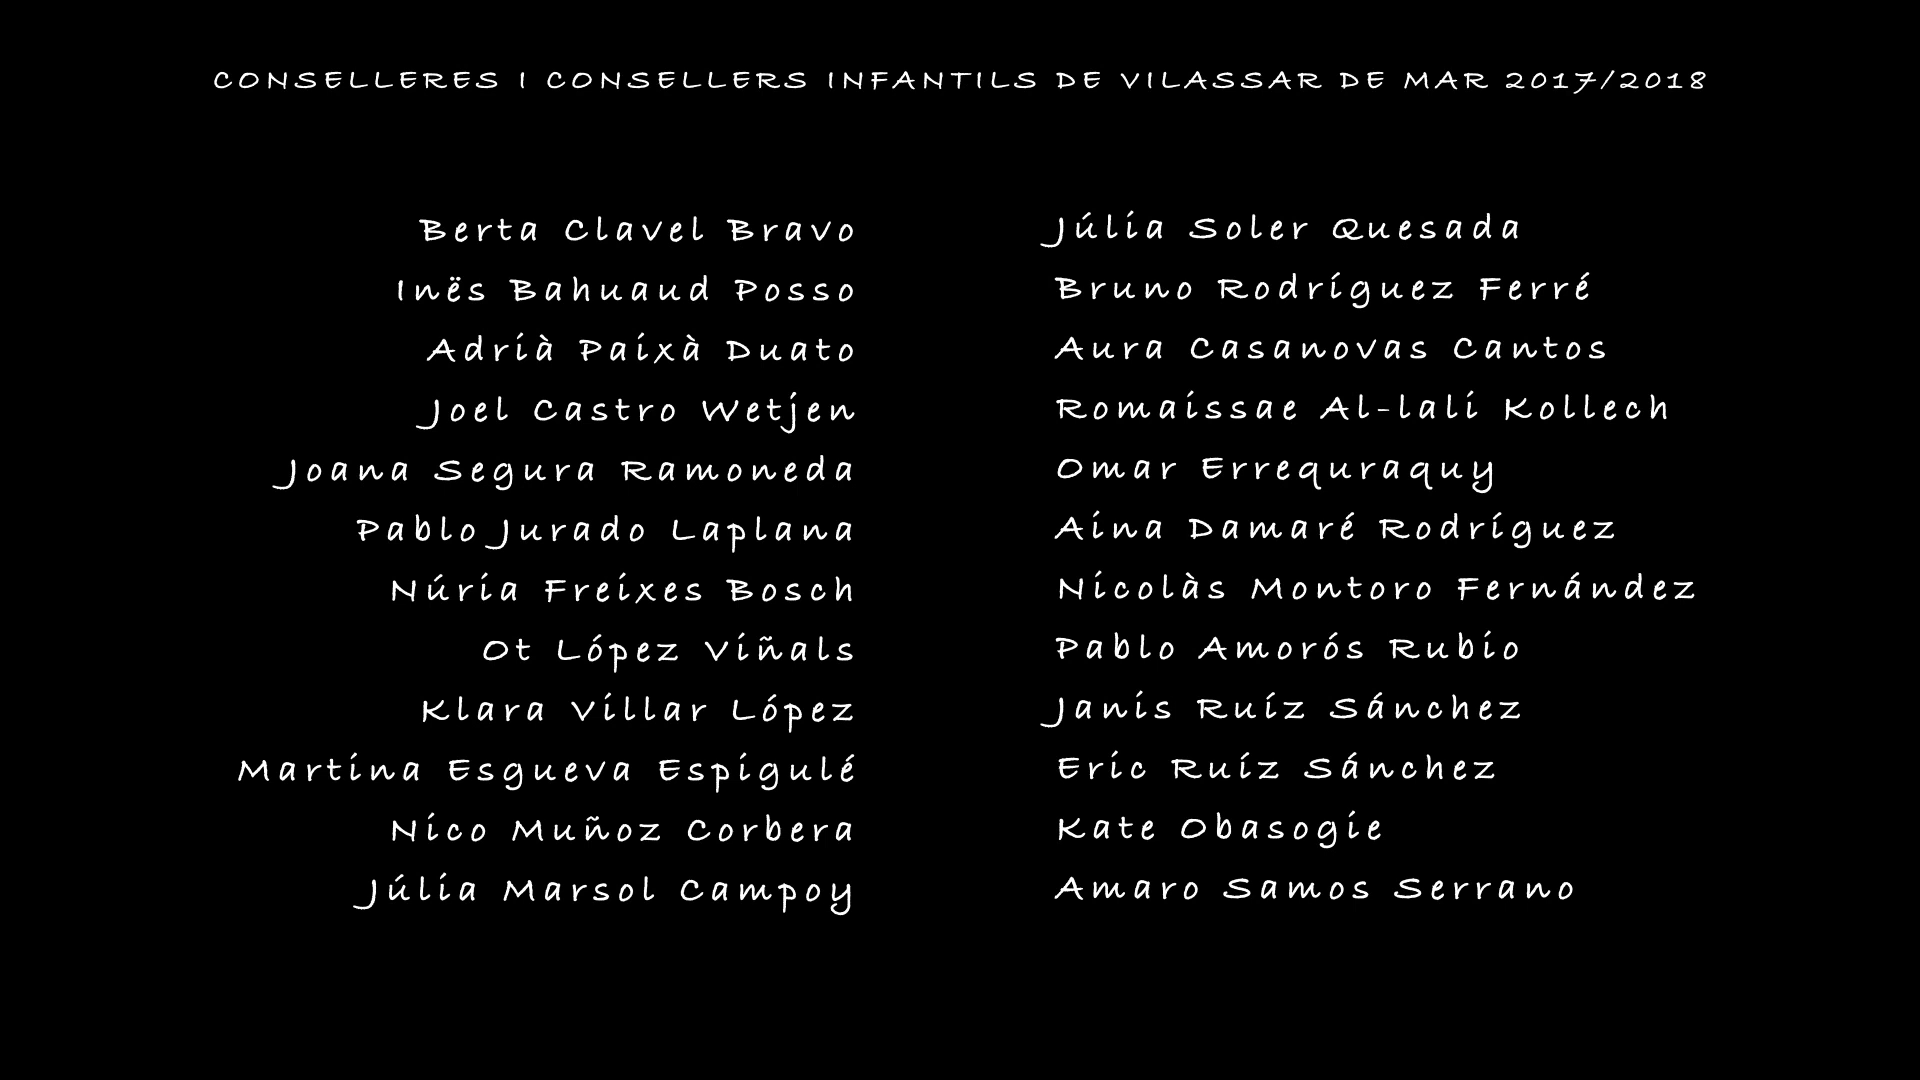 CONSELLERES I CONSELLERS INFANTILS DE VILASSAR DE MAR 2017/2018
Berta Clavel Bravo
Inës Bahuaud Posso
Adrià Paixà Duato
Joel Castro Wetjen
Joana Segura Ramoneda
Pablo Jurado Laplana
Núria Freixes Bosch
Ot López Viñals
Klara Villar López
Martina Esgueva Espigulé
Nico Muñoz Corbera
Júlia Marsol Campoy
Júlia Soler Quesada
Bruno Rodríguez Ferré
Aura Casanovas Cantos
Romaissae Al-lali Kollech
Omar Errequraquy
Aina Damaré Rodríguez
Nicolàs Montoro Fernández
Pablo Amorós Rubio
Janis Ruíz Sánchez
Eric Ruíz Sánchez
Kate Obasogie
Amaro Samos Serrano